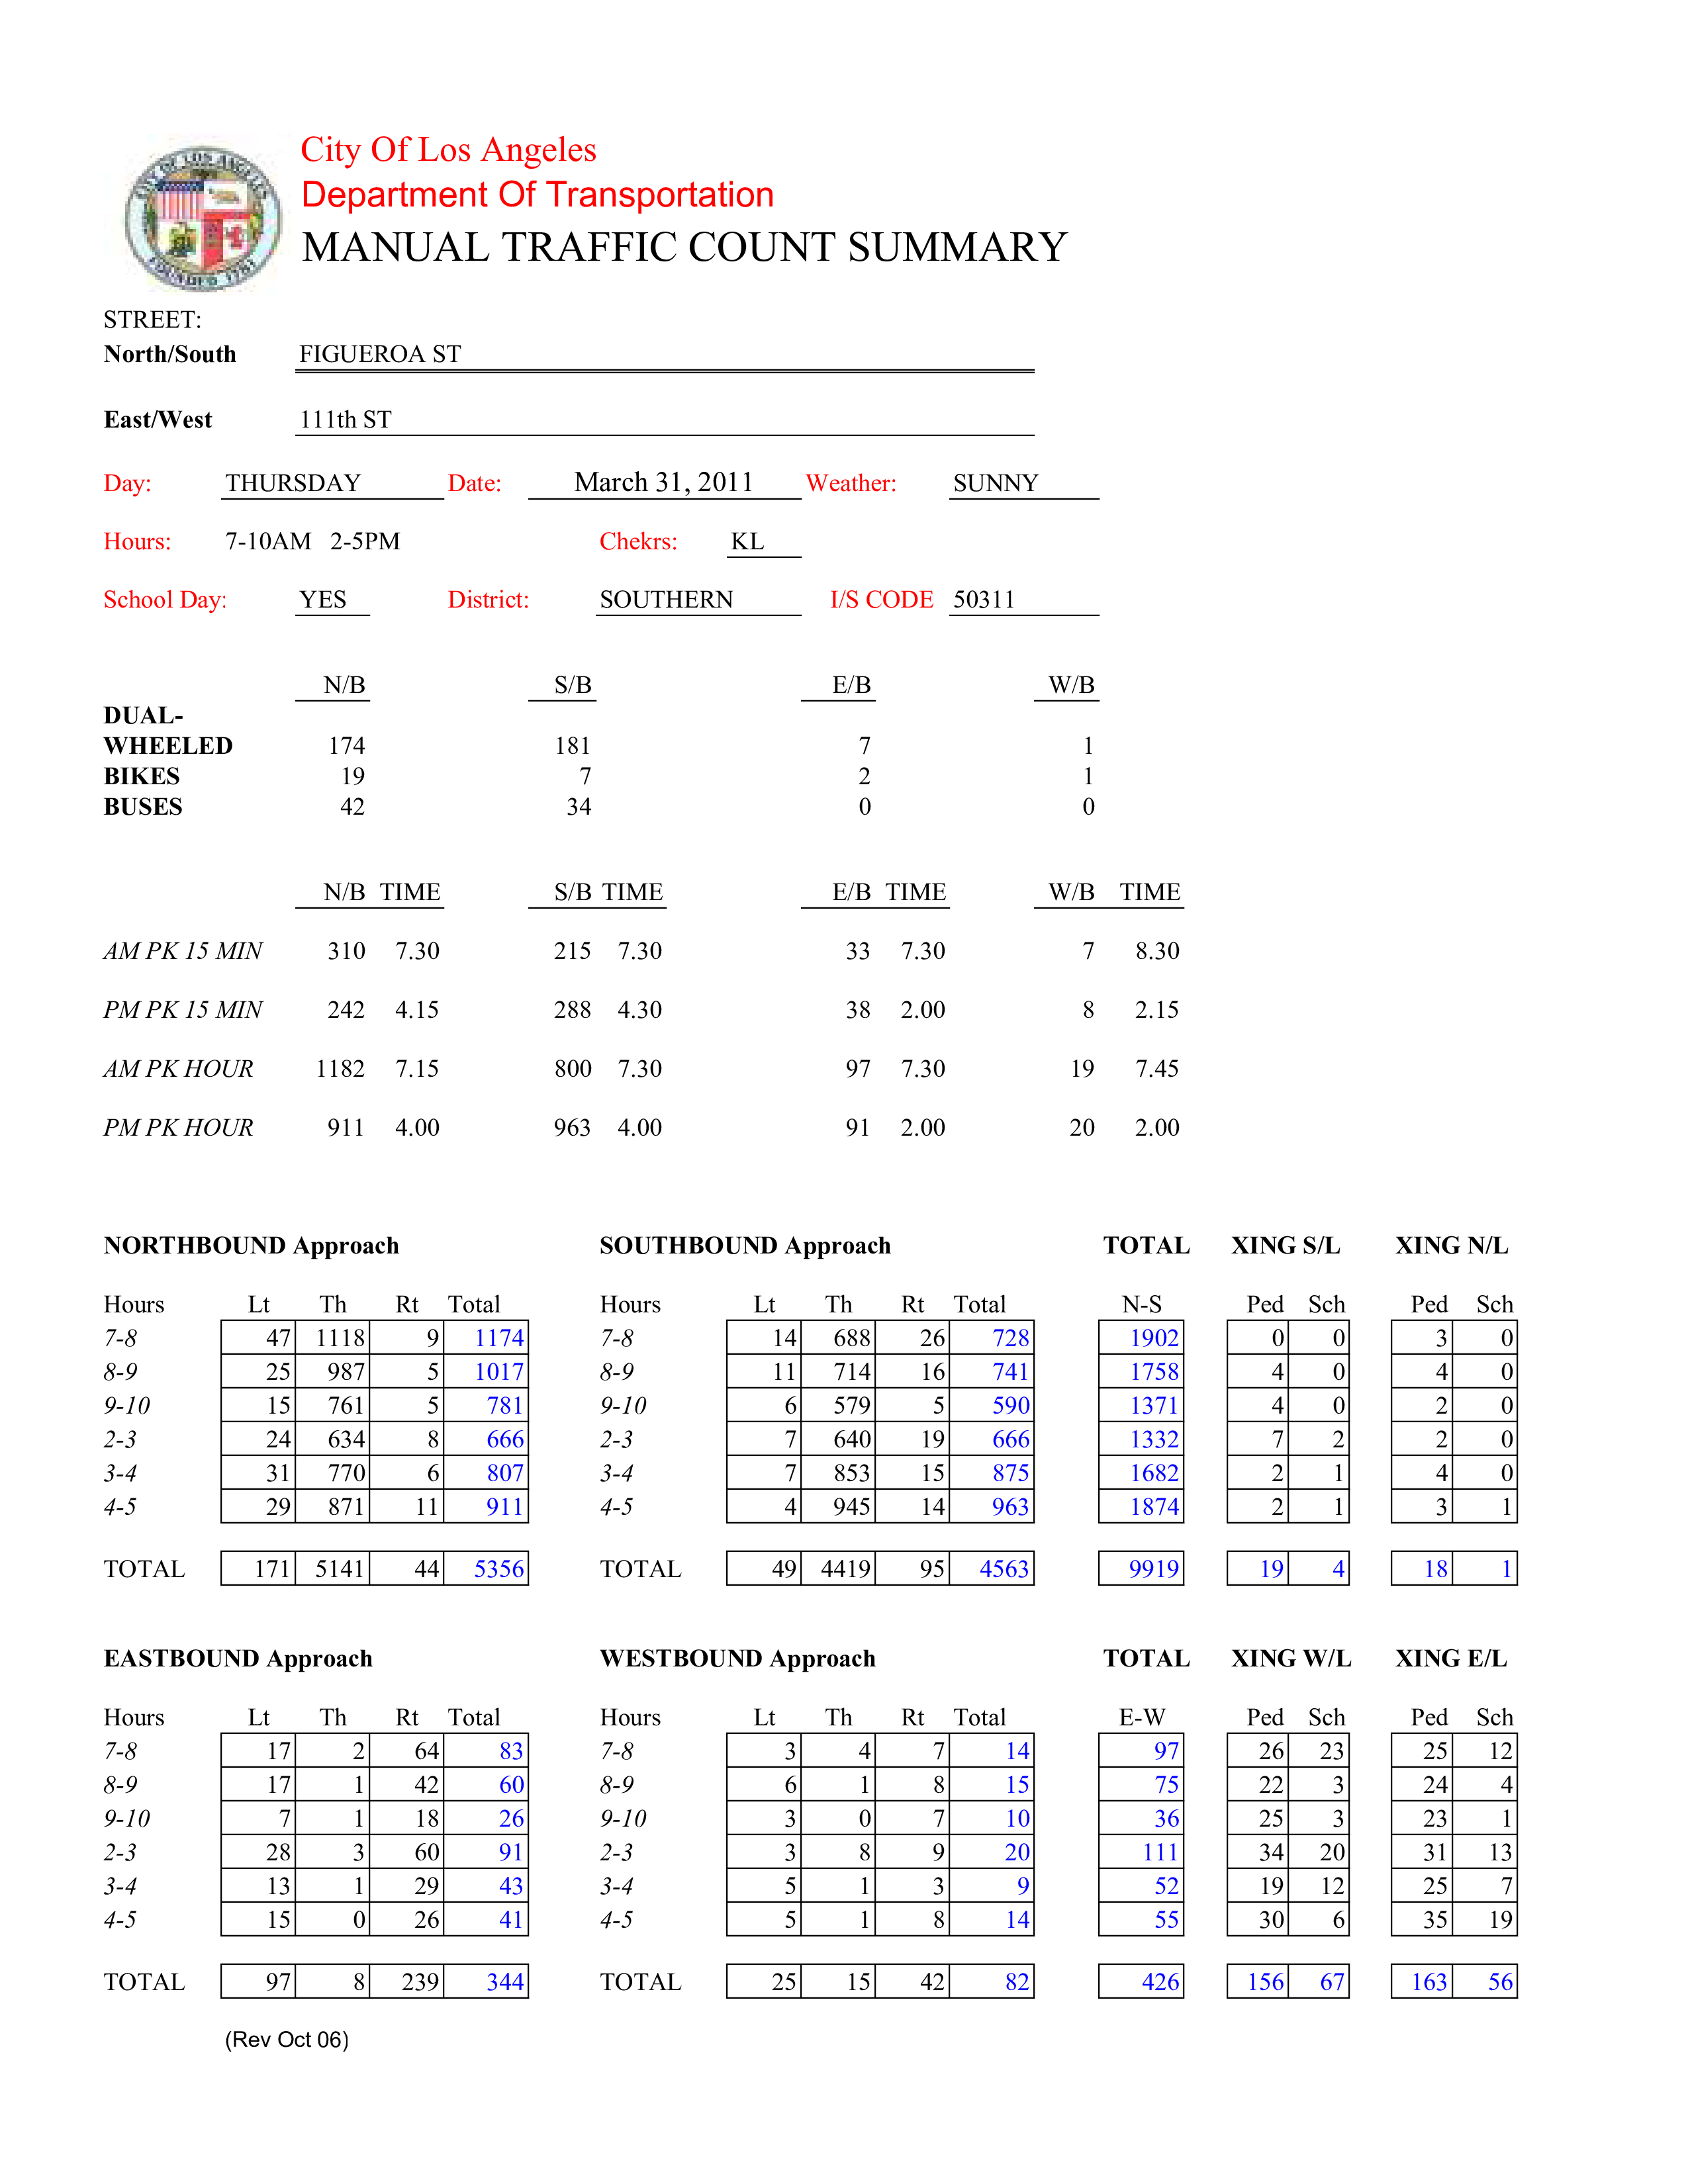 CITY OF LOS ANGELES
FOUNDED 1781
City Of Los Angeles
Department Of Transportation
MANUAL TRAFFIC COUNT SUMMARY
STREET:
North/South FIGUEROA ST
East/West 111th ST
Day: THURSDAY Date: March 31, 2011 Weather: SUNNY
Hours: 7-10AM 2-5PM Chekrs: KL
School Day: YES District: SOUTHERN I/S CODE 50311
N/B S/B E/B W/B
DUAL-
WHEELED 174 181 7 1
BIKES 19 7 2 1
BUSES 42 34 0 0
N/B TIME S/B TIME E/B TIME W/B TIME
AM PK 15 MIN 310 7.30 215 7.30 33 7.30 7 8.30
PM PK 15 MIN 242 4.15 288 4.30 38 2.00 8 2.15
AM PK HOUR 1182 7.15 800 7.30 97 7.30 19 7.45
PM PK HOUR 911 4.00 963 4.00 91 2.00 20 2.00
NORTHBOUND Approach SOUTHBOUND Approach TOTAL XING S/L XING N/L
Hours Lt Th Rt Total Hours Lt Th Rt Total N-S Ped Sch Ped Sch
7-8 47 1118 9 1174 7-8 14 688 26 728 1902 0 0 3 0
8-9 25 987 5 1017 8-9 11 714 16 741 1758 4 0 4 0
9-10 15 761 5 781 9-10 6 579 5 590 1371 4 0 2 0
2-3 24 634 8 666 2-3 7 640 19 666 1332 7 2 2 0
3-4 31 770 6 807 3-4 7 853 15 875 1682 2 1 4 0
4-5 29 871 11 911 4-5 4 945 14 963 1874 2 1 3 1
TOTAL 171 5141 44 5356 TOTAL 49 4419 95 4563 9919 19 4 18 1
EASTBOUND Approach WESTBOUND Approach TOTAL XING W/L XING E/L
Hours Lt Th Rt Total Hours Lt Th Rt Total E-W Ped Sch Ped Sch
7-8 17 2 64 83 7-8 3 4 7 14 97 26 23 25 12
8-9 17 1 42 60 8-9 6 1 8 15 75 22 3 24 4
9-10 7 1 18 26 9-10 3 0 7 10 36 25 3 23 1
2-3 28 3 60 91 2-3 3 8 9 20 111 34 20 31 13
3-4 13 1 29 43 3-4 5 1 3 9 52 19 12 25 7
4-5 15 0 26 41 4-5 5 1 8 14 55 30 6 35 19
TOTAL 97 8 239 344 TOTAL 25 15 42 82 426 156 67 163 56
(Rev Oct 06)